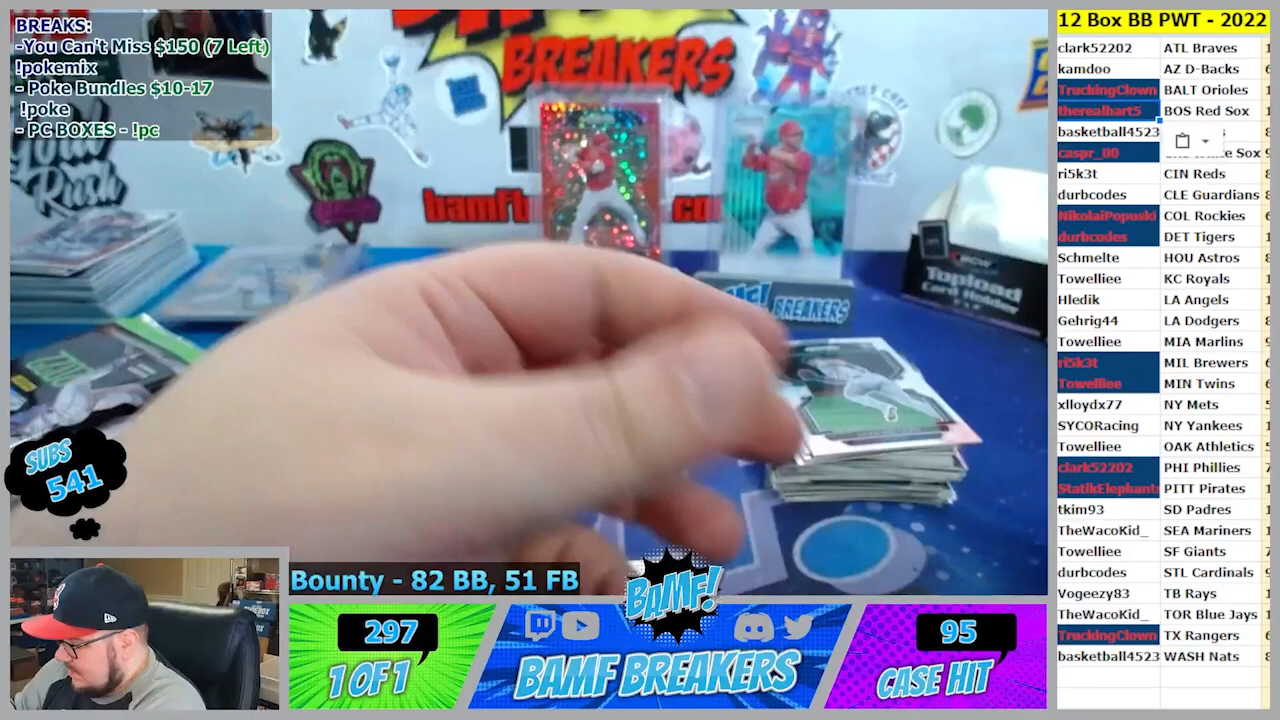 BREAKS:
-You Can't Miss $150 (7 Left)
!pokemix
- Poke Bundles $10-17
!poke
- PC BOXES - !pc
BREAKERS
Gold
Rush
bamf!
BREAKERS
Topload
Card Holder
SUBS
541
Bounty - 82 BB, 51 FB
BAMF!
297
1 OF 1
BAMF BREAKERS
95
CASE HIT
12 Box BB PWT - 2022
clark52202 ATL Braves
kamdoo AZ D-Backs
TruckingClown BALT Orioles
therealhart5 BOS Red Sox
basketball4523
caspr_00 Sox
ri5k3t CIN Reds
durbcodes CLE Guardians
NikolaiPopuski COL Rockies
durbcodes DET Tigers
Schmelte HOU Astros
Towelliee KC Royals
Hledik LA Angels
Gehrig44 LA Dodgers
Towelliee MIA Marlins
ri5k3t MIL Brewers
Towelliee MIN Twins
xlloydx77 NY Mets
SYCORacing NY Yankees
Towelliee OAK Athletics
clark52202 PHI Phillies
StatikElephant PITT Pirates
tkim93 SD Padres
TheWacoKid_ SEA Mariners
Towelliee SF Giants
durbcodes STL Cardinals
Vogeezy83 TB Rays
TheWacoKid_ TOR Blue Jays
TruckingClown TX Rangers
basketball4523 WASH Nats